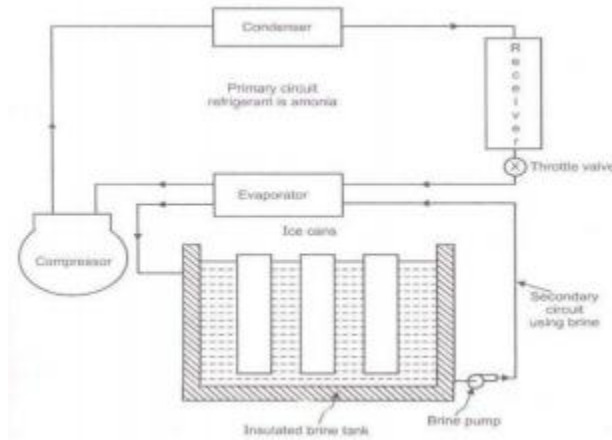 Condenser
Receiver
Primary circuit
refrigerant is amonia
Throttle valve
Evaporator
Ice cans
Compressor
Secondary
circuit
using brine
Brine pump
Insulated brine tank